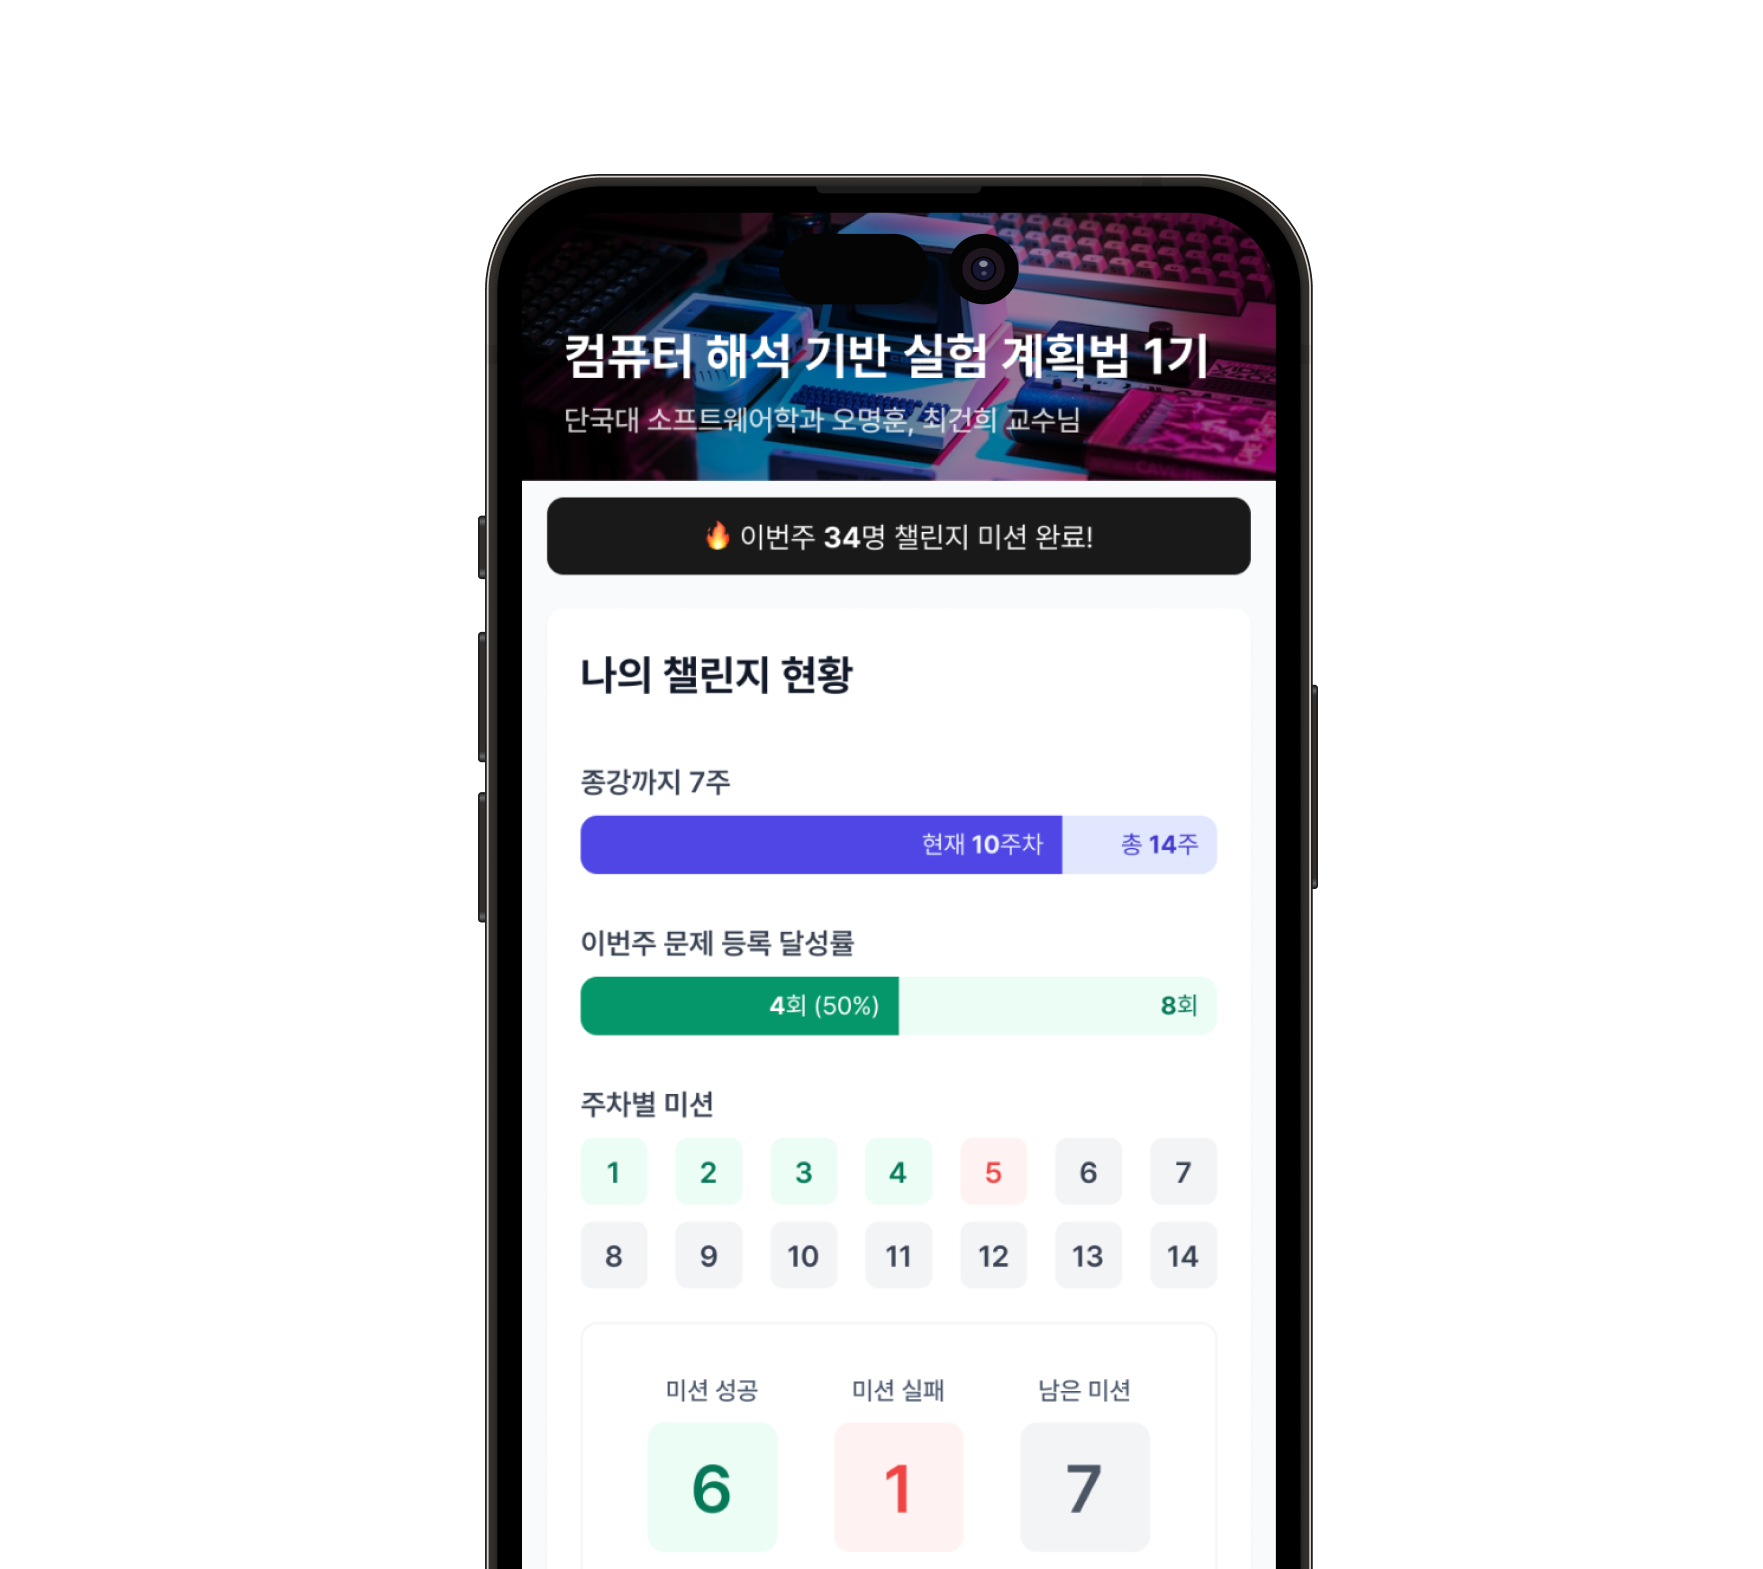 컴퓨터 해석 기반 실험 계획법 1기
단국대 소프트웨어학과 오명훈, 최건희 교수님
🔥 이번주 34명 챌린지 미션 완료!
나의 챌린지 현황
종강까지 7주
현재 10주차 총 14주
이번주 문제 등록 달성률
4회 (50%) 8회
주차별 미션
1 2 3 4 5 6 7
8 9 10 11 12 13 14
미션 성공 미션 실패 남은 미션
6 1 7